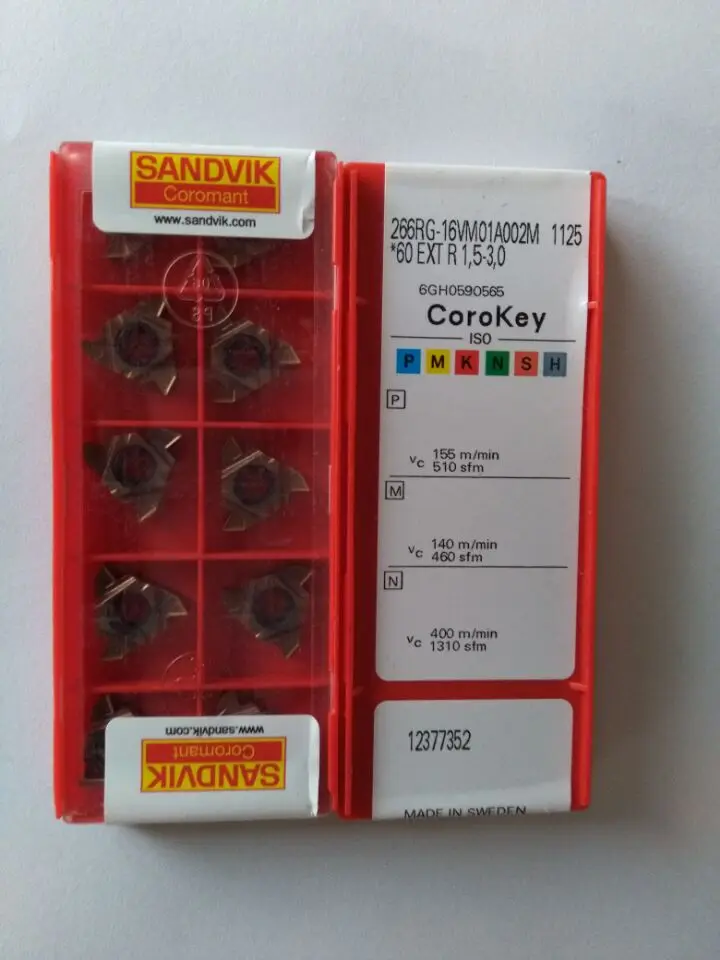 SANDVIK
Coromant
www.sandvik.com
PS
www.sandvik.com
Coromant
SANDVIK
266RG-16VM01A002M 1125
*60 EXT R 1,5-3,0
6GH0590565
CoroKey
ISO
P M K N S H
P
vc 155 m/min
510 sfm
M
vc 140 m/min
460 sfm
N
vc 400 m/min
1310 sfm
12377352
MADE IN SWEDEN